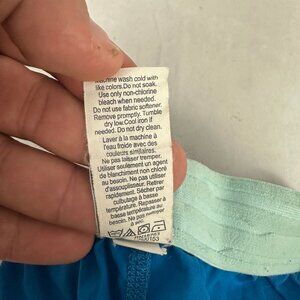 Machine wash cold with
like colors.Do not soak.
Use only non-chlorine
bleach when needed.
Do not use fabric softener.
Remove promptly. Tumble
dry low.Cool iron if
needed. Do not dry clean.
Laver à la machine à
l'eau froide avec des
couleurs similaires.
Ne pas laisser tremper.
Utiliser seulement un agent
de blanchiment non chloré
au besoin. Ne pas utiliser
d'assouplisseur. Retirer
rapidement. Sécher par
culbutage à basse
température. Repasser à
basse température au
besoin. Ne pas nettoyer
à sec.